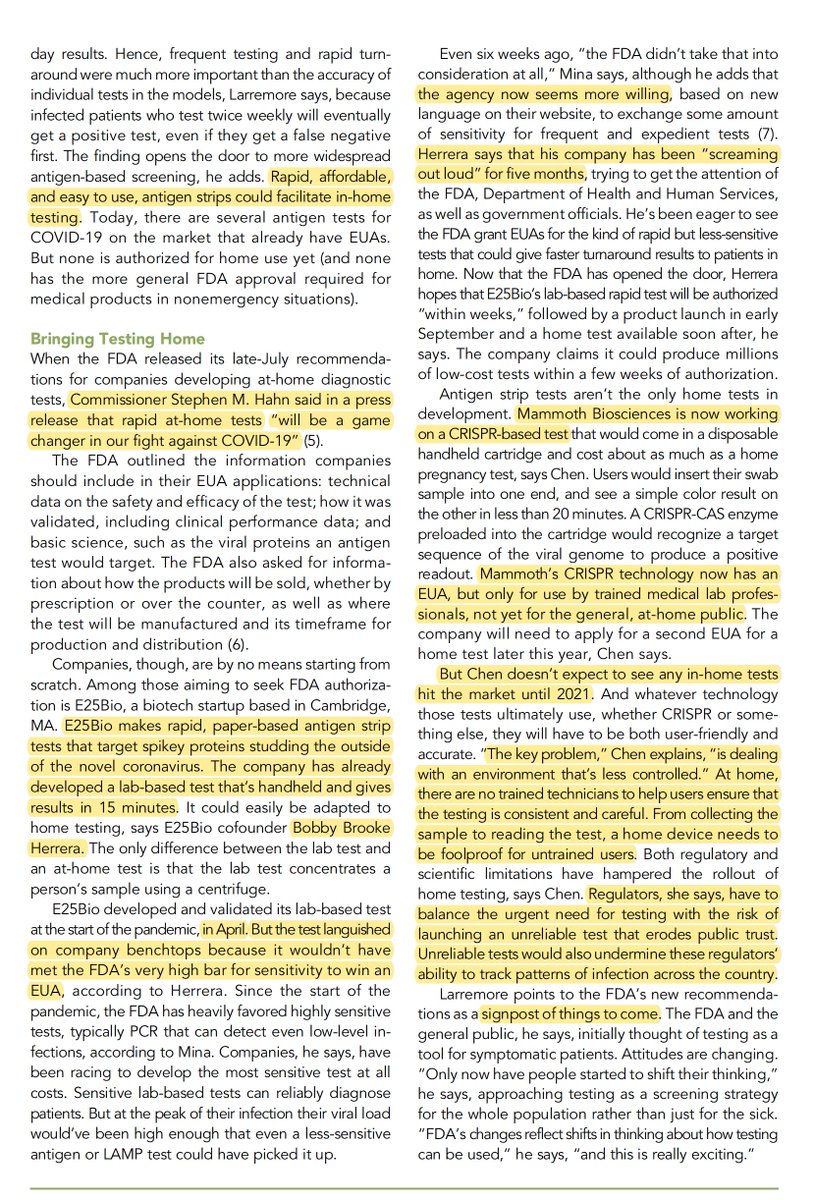 day results. Hence, frequent testing and rapid turn-
around were much more important than the accuracy of
individual tests in the models, Larremore says, because
infected patients who test twice weekly will eventually
get a positive test, even if they get a false negative
first. The finding opens the door to more widespread
antigen-based screening, he adds. Rapid, affordable,
and easy to use, antigen strips could facilitate in-home
testing. Today, there are several antigen tests for
COVID-19 on the market that already have EUAs.
But none is authorized for home use yet (and none
has the more general FDA approval required for
medical products in nonemergency situations).
Bringing Testing Home
When the FDA released its late-July recommenda-
tions for companies developing at-home diagnostic
tests, Commissioner Stephen M. Hahn said in a press
release that rapid at-home tests “will be a game
changer in our fight against COVID-19” (5).
The FDA outlined the information companies
should include in their EUA applications: technical
data on the safety and efficacy of the test; how it was
validated, including clinical performance data; and
basic science, such as the viral proteins an antigen
test would target. The FDA also asked for informa-
tion about how the products will be sold, whether by
prescription or over the counter, as well as where
the test will be manufactured and its timeframe for
production and distribution (6).
Companies, though, are by no means starting from
scratch. Among those aiming to seek FDA authoriza-
tion is E25Bio, a biotech startup based in Cambridge,
MA. E25Bio makes rapid, paper-based antigen strip
tests that target spikey proteins studding the outside
of the novel coronavirus. The company has already
developed a lab-based test that’s handheld and gives
results in 15 minutes. It could easily be adapted to
home testing, says E25Bio cofounder Bobby Brooke
Herrera. The only difference between the lab test and
an at-home test is that the lab test concentrates a
person’s sample using a centrifuge.
E25Bio developed and validated its lab-based test
at the start of the pandemic, in April. But the test languished
on company benchtops because it wouldn’t have
met the FDA’s very high bar for sensitivity to win an
EUA, according to Herrera. Since the start of the
pandemic, the FDA has heavily favored highly sensitive
tests, typically PCR that can detect even low-level in-
fections, according to Mina. Companies, he says, have
been racing to develop the most sensitive test at all
costs. Sensitive lab-based tests can reliably diagnose
patients. But at the peak of their infection their viral load
would’ve been high enough that even a less-sensitive
antigen or LAMP test could have picked it up.
Even six weeks ago, “the FDA didn’t take that into
consideration at all,” Mina says, although he adds that
the agency now seems more willing, based on new
language on their website, to exchange some amount
of sensitivity for frequent and expedient tests (7).
Herrera says that his company has been “screaming
out loud” for five months, trying to get the attention of
the FDA, Department of Health and Human Services,
as well as government officials. He’s been eager to see
the FDA grant EUAs for the kind of rapid but less-sensitive
tests that could give faster turnaround results to patients in
home. Now that the FDA has opened the door, Herrera
hopes that E25Bio’s lab-based rapid test will be authorized
“within weeks,” followed by a product launch in early
September and a home test available soon after, he
says. The company claims it could produce millions
of low-cost tests within a few weeks of authorization.
Antigen strip tests aren’t the only home tests in
development. Mammoth Biosciences is now working
on a CRISPR-based test that would come in a disposable
handheld cartridge and cost about as much as a home
pregnancy test, says Chen. Users would insert their swab
sample into one end, and see a simple color result on
the other in less than 20 minutes. A CRISPR-CAS enzyme
preloaded into the cartridge would recognize a target
sequence of the viral genome to produce a positive
readout. Mammoth’s CRISPR technology now has an
EUA, but only for use by trained medical lab profes-
sionals, not yet for the general, at-home public. The
company will need to apply for a second EUA for a
home test later this year, Chen says.
But Chen doesn’t expect to see any in-home tests
hit the market until 2021. And whatever technology
those tests ultimately use, whether CRISPR or some-
thing else, they will have to be both user-friendly and
accurate. “The key problem,” Chen explains, “is dealing
with an environment that’s less controlled.” At home,
there are no trained technicians to help users ensure that
the testing is consistent and careful. From collecting the
sample to reading the test, a home device needs to
be foolproof for untrained users. Both regulatory and
scientific limitations have hampered the rollout of
home testing, says Chen. Regulators, she says, have to
balance the urgent need for testing with the risk of
launching an unreliable test that erodes public trust.
Unreliable tests would also undermine these regulators’
ability to track patterns of infection across the country.
Larremore points to the FDA’s new recommenda-
tions as a signpost of things to come. The FDA and the
general public, he says, initially thought of testing as a
tool for symptomatic patients. Attitudes are changing.
“Only now have people started to shift their thinking,”
he says, approaching testing as a screening strategy
for the whole population rather than just for the sick.
“FDA’s changes reflect shifts in thinking about how testing
can be used,” he says, “and this is really exciting.”